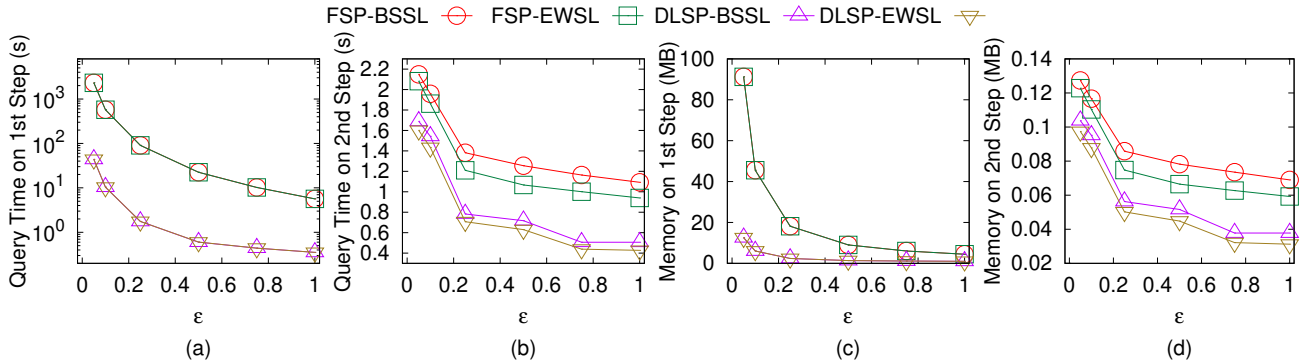 FSP-BSSL FSP-EWSL DLSP-BSSL DLSP-EWSL
Query Time on 1st Step (s)
10^3
10^2
10^1
10^0
0 0.2 0.4 0.6 0.8 1
ε
(a)
Query Time on 2nd Step (s)
2.2
2
1.8
1.6
1.4
1.2
1
0.8
0.6
0.4
0 0.2 0.4 0.6 0.8 1
ε
(b)
Memory on 1st Step (MB)
100
80
60
40
20
0
0 0.2 0.4 0.6 0.8 1
ε
(c)
Memory on 2nd Step (MB)
0.14
0.12
0.1
0.08
0.06
0.04
0.02
0 0.2 0.4 0.6 0.8 1
ε
(d)